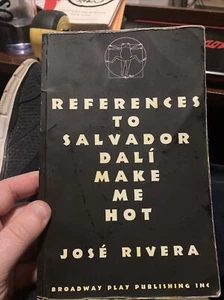 REFERENCES
TO
SALVADOR
DALÍ
MAKE
ME
HOT
JOSÉ RIVERA
BROADWAY PLAY PUBLISHING INC